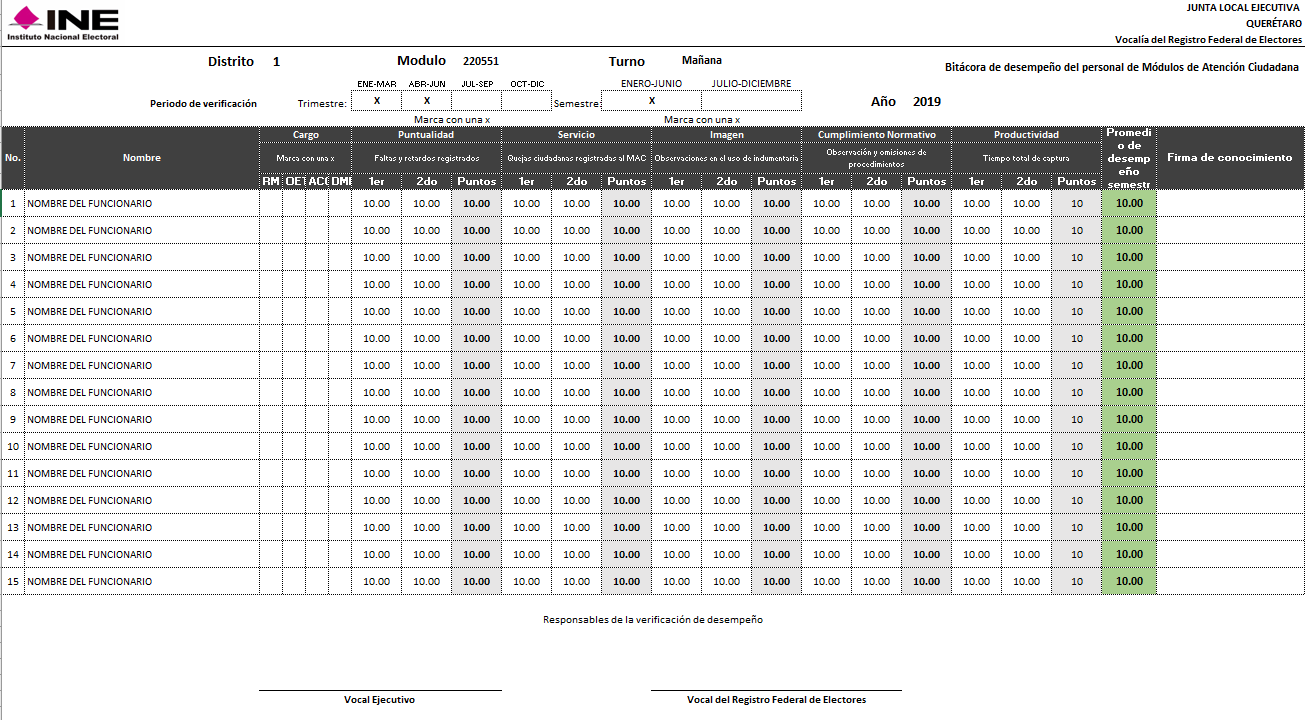 INE
Instituto Nacional Electoral
JUNTA LOCAL EJECUTIVA
QUERÉTARO
Vocalía del Registro Federal de Electores
Distrito 1 Modulo 220551 Turno Mañana
Bitácora de desempeño del personal de Módulos de Atención Ciudadana
ENE-MAR ABR-JUN JUL-SEP OCT-DIC ENERO-JUNIO JULIO-DICIEMBRE
Periodo de verificación Trimestre: X X Semestre: X Año 2019
Marca con una x Marca con una x
No. Nombre Cargo Puntualidad Servicio Imagen Cumplimiento Normativo Productividad Promedi o de desemp eño semestr Firma de conocimiento
Marca con una x Faltas y retardos registrados Quejas ciudadanas registradas al MAC Observaciones en el uso de indumentaria Observación y omisiones de procedimientos Tiempo total de captura
RM OET ACC DMI 1er 2do Puntos 1er 2do Puntos 1er 2do Puntos 1er 2do Puntos 1er 2do Puntos
1 NOMBRE DEL FUNCIONARIO 10.00 10.00 10.00 10.00 10.00 10.00 10.00 10.00 10.00 10.00 10.00 10.00 10.00 10.00 10 10.00
2 NOMBRE DEL FUNCIONARIO 10.00 10.00 10.00 10.00 10.00 10.00 10.00 10.00 10.00 10.00 10.00 10.00 10.00 10.00 10 10.00
3 NOMBRE DEL FUNCIONARIO 10.00 10.00 10.00 10.00 10.00 10.00 10.00 10.00 10.00 10.00 10.00 10.00 10.00 10.00 10 10.00
4 NOMBRE DEL FUNCIONARIO 10.00 10.00 10.00 10.00 10.00 10.00 10.00 10.00 10.00 10.00 10.00 10.00 10.00 10.00 10 10.00
5 NOMBRE DEL FUNCIONARIO 10.00 10.00 10.00 10.00 10.00 10.00 10.00 10.00 10.00 10.00 10.00 10.00 10.00 10.00 10 10.00
6 NOMBRE DEL FUNCIONARIO 10.00 10.00 10.00 10.00 10.00 10.00 10.00 10.00 10.00 10.00 10.00 10.00 10.00 10.00 10 10.00
7 NOMBRE DEL FUNCIONARIO 10.00 10.00 10.00 10.00 10.00 10.00 10.00 10.00 10.00 10.00 10.00 10.00 10.00 10.00 10 10.00
8 NOMBRE DEL FUNCIONARIO 10.00 10.00 10.00 10.00 10.00 10.00 10.00 10.00 10.00 10.00 10.00 10.00 10.00 10.00 10 10.00
9 NOMBRE DEL FUNCIONARIO 10.00 10.00 10.00 10.00 10.00 10.00 10.00 10.00 10.00 10.00 10.00 10.00 10.00 10.00 10 10.00
10 NOMBRE DEL FUNCIONARIO 10.00 10.00 10.00 10.00 10.00 10.00 10.00 10.00 10.00 10.00 10.00 10.00 10.00 10.00 10 10.00
11 NOMBRE DEL FUNCIONARIO 10.00 10.00 10.00 10.00 10.00 10.00 10.00 10.00 10.00 10.00 10.00 10.00 10.00 10.00 10 10.00
12 NOMBRE DEL FUNCIONARIO 10.00 10.00 10.00 10.00 10.00 10.00 10.00 10.00 10.00 10.00 10.00 10.00 10.00 10.00 10 10.00
13 NOMBRE DEL FUNCIONARIO 10.00 10.00 10.00 10.00 10.00 10.00 10.00 10.00 10.00 10.00 10.00 10.00 10.00 10.00 10 10.00
14 NOMBRE DEL FUNCIONARIO 10.00 10.00 10.00 10.00 10.00 10.00 10.00 10.00 10.00 10.00 10.00 10.00 10.00 10.00 10 10.00
15 NOMBRE DEL FUNCIONARIO 10.00 10.00 10.00 10.00 10.00 10.00 10.00 10.00 10.00 10.00 10.00 10.00 10.00 10.00 10 10.00
Responsables de la verificación de desempeño
Vocal Ejecutivo Vocal del Registro Federal de Electores